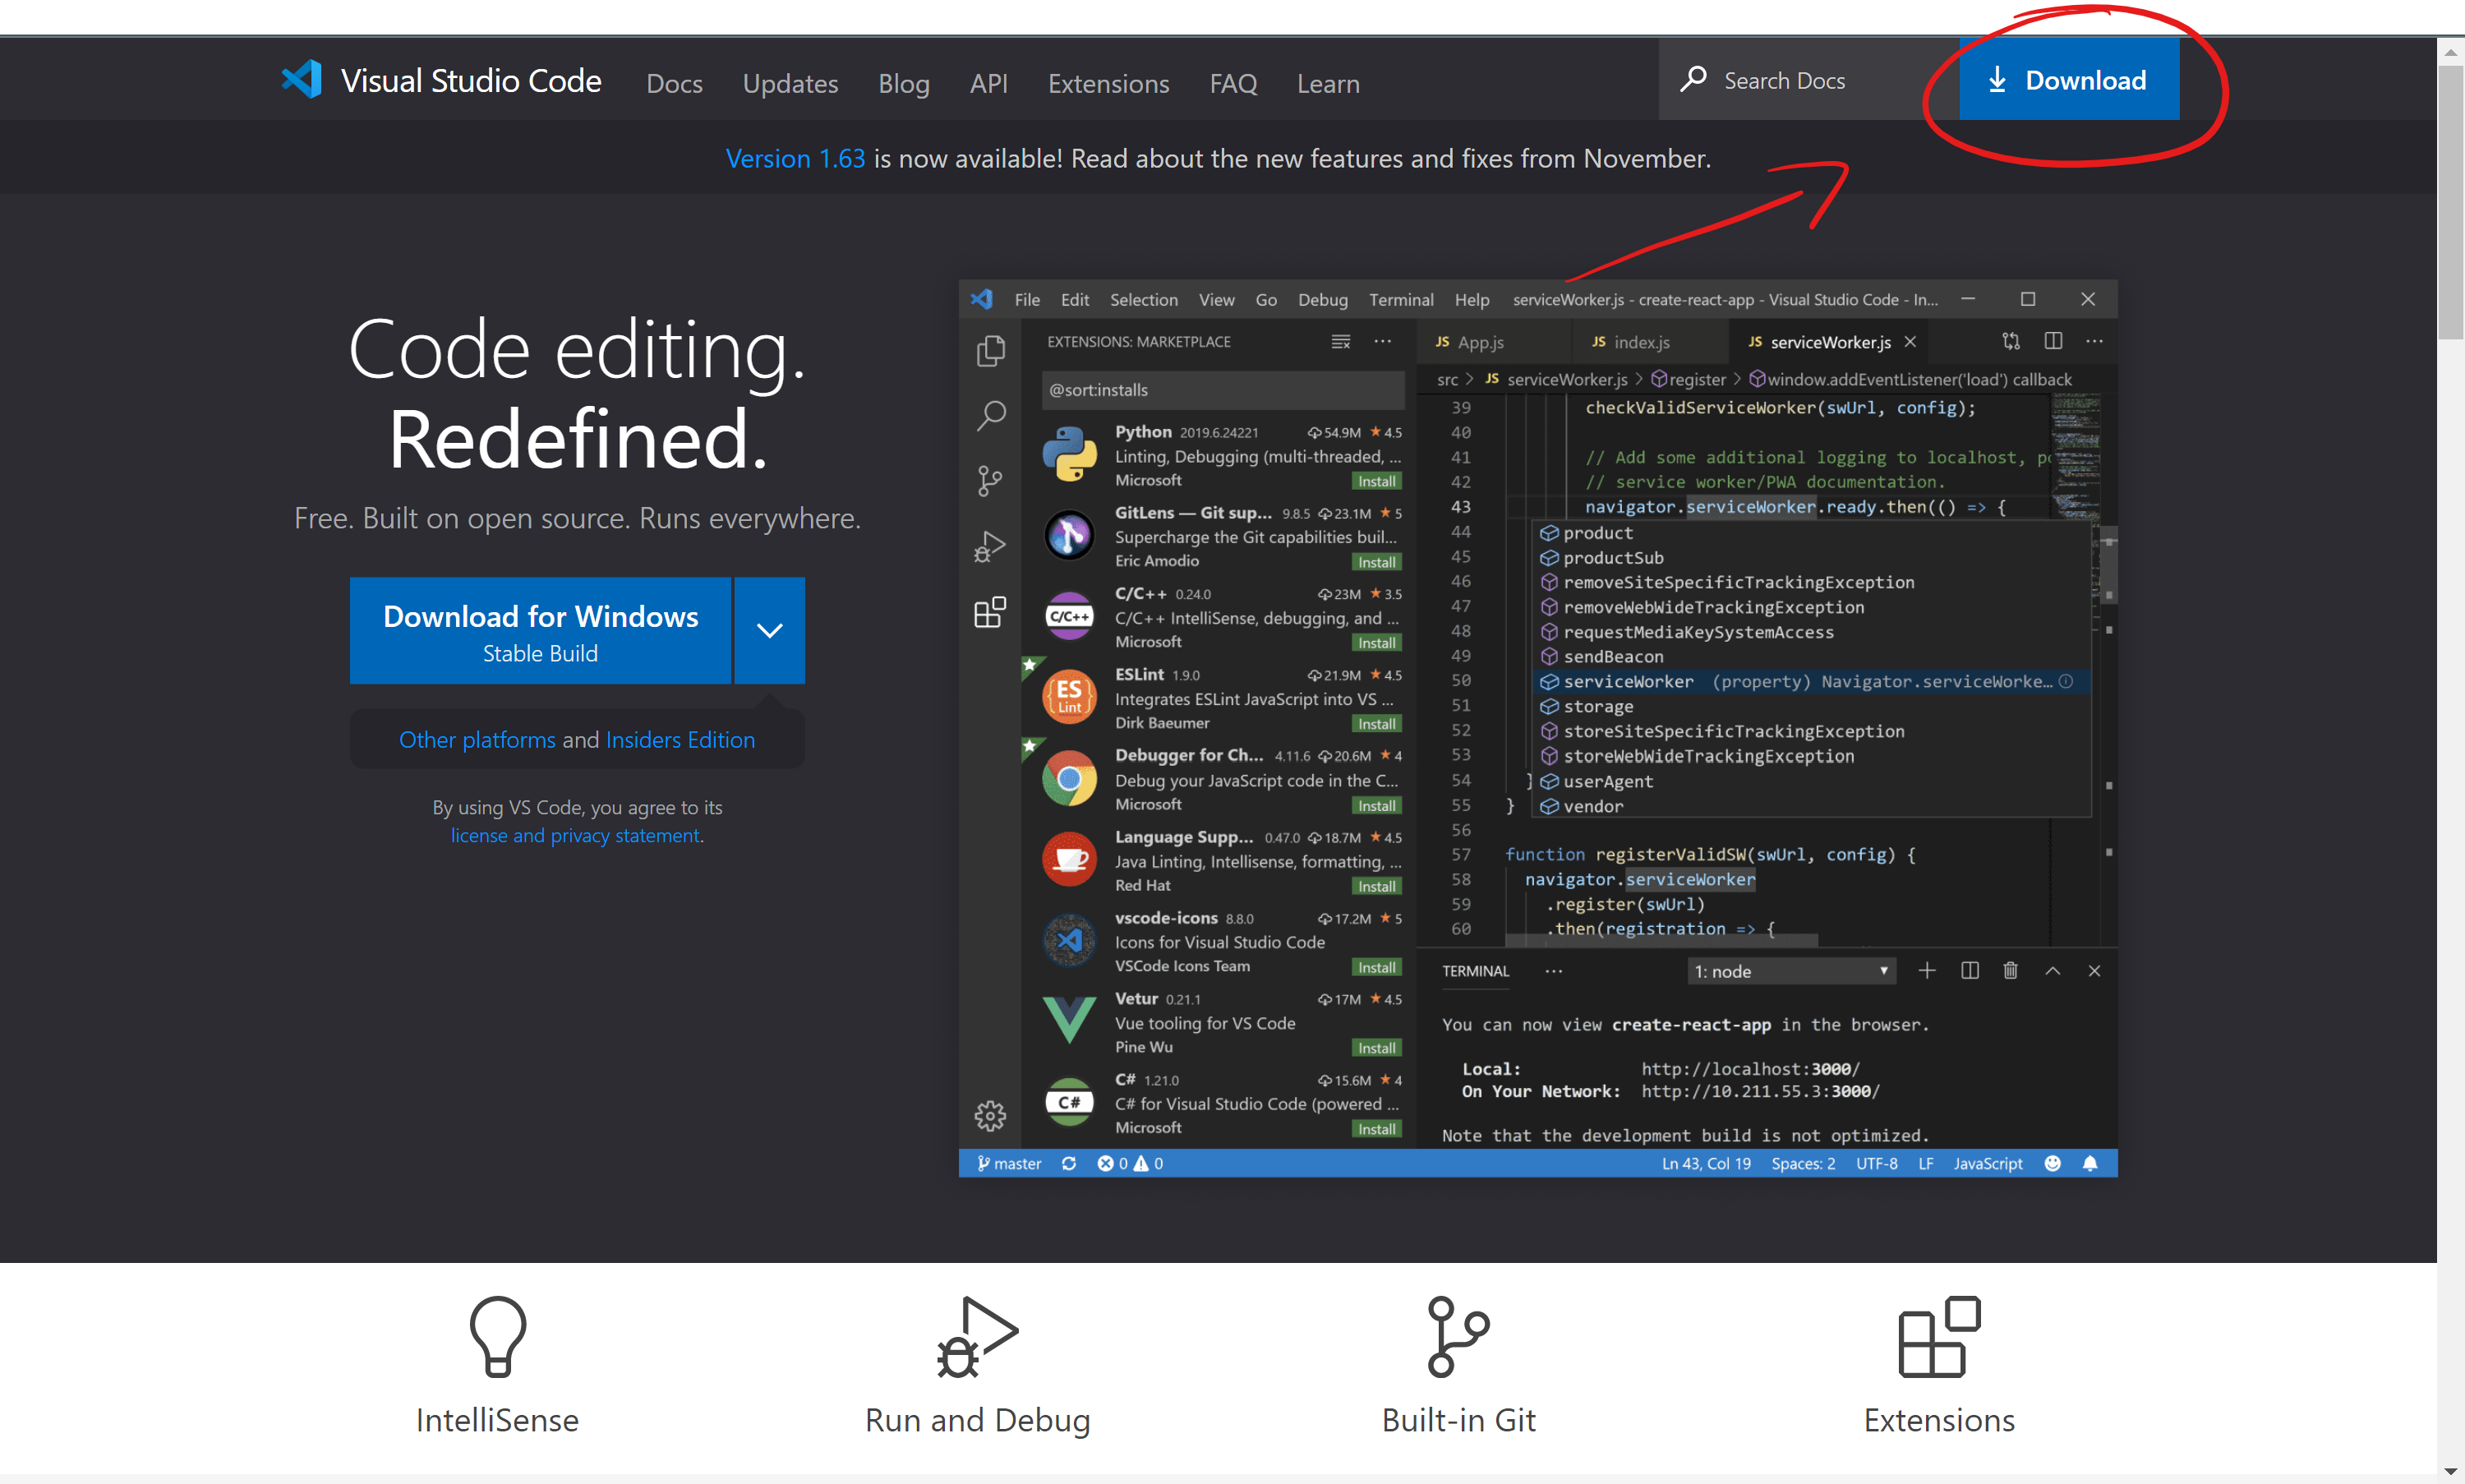 Visual Studio Code Docs Updates Blog API Extensions FAQ Learn Search Docs Download
Version 1.63 is now available! Read about the new features and fixes from November.
Code editing.
Redefined.
Free. Built on open source. Runs everywhere.
Download for Windows
Stable Build
Other platforms and Insiders Edition
By using VS Code, you agree to its
license and privacy statement.
File Edit Selection View Go Debug Terminal Help serviceWorker.js - create-react-app - Visual Studio Code - In...
EXTENSIONS: MARKETPLACE
@sort:installs
Python 2019.6.24221 54.9M 4.5
Linting, Debugging (multi-threaded, ...
Microsoft Install
GitLens — Git sup... 9.8.5 23.1M 5
Supercharge the Git capabilities buil...
Eric Amodio Install
C/C++
C/C++ 0.24.0 23M 3.5
C/C++ IntelliSense, debugging, and ...
Microsoft Install
ES
Lint
ESLint 1.9.0 21.9M 4.5
Integrates ESLint JavaScript into VS ...
Dirk Baeumer Install
Debugger for Ch... 4.11.6 20.6M 4
Debug your JavaScript code in the C...
Microsoft Install
Language Supp... 0.47.0 18.7M 4.5
Java Linting, Intellisense, formatting, ...
Red Hat Install
vscode-icons 8.8.0 17.2M 5
Icons for Visual Studio Code
VSCode Icons Team Install
Vetur 0.21.1 17M 4.5
Vue tooling for VS Code
Pine Wu Install
C#
C# 1.21.0 15.6M 4
C# for Visual Studio Code (powered ...
Microsoft Install
JS App.js JS index.js JS serviceWorker.js
src > JS serviceWorker.js > register > window.addEventListener('load') callback
39 checkValidServiceWorker(swUrl, config);
40
41 // Add some additional logging to localhost, po
42 // service worker/PWA documentation.
43 navigator.serviceWorker.ready.then(() => {
44 product
45 productSub
46 removeSiteSpecificTrackingException
47 removeWebWideTrackingException
48 requestMediaKeySystemAccess
49 sendBeacon
50 serviceWorker (property) Navigator.serviceWorke...
51 storage
52 storeSiteSpecificTrackingException
53 storeWebWideTrackingException
54 } userAgent
55 } vendor
56
57 function registerValidSW(swUrl, config) {
58 navigator.serviceWorker
59 .register(swUrl)
60 .then(registration => {
TERMINAL ... 1: node
You can now view create-react-app in the browser.
Local: http://localhost:3000/
On Your Network: http://10.211.55.3:3000/
Note that the development build is not optimized.
master 0 0 Ln 43, Col 19 Spaces: 2 UTF-8 LF JavaScript
IntelliSense
Run and Debug
Built-in Git
Extensions